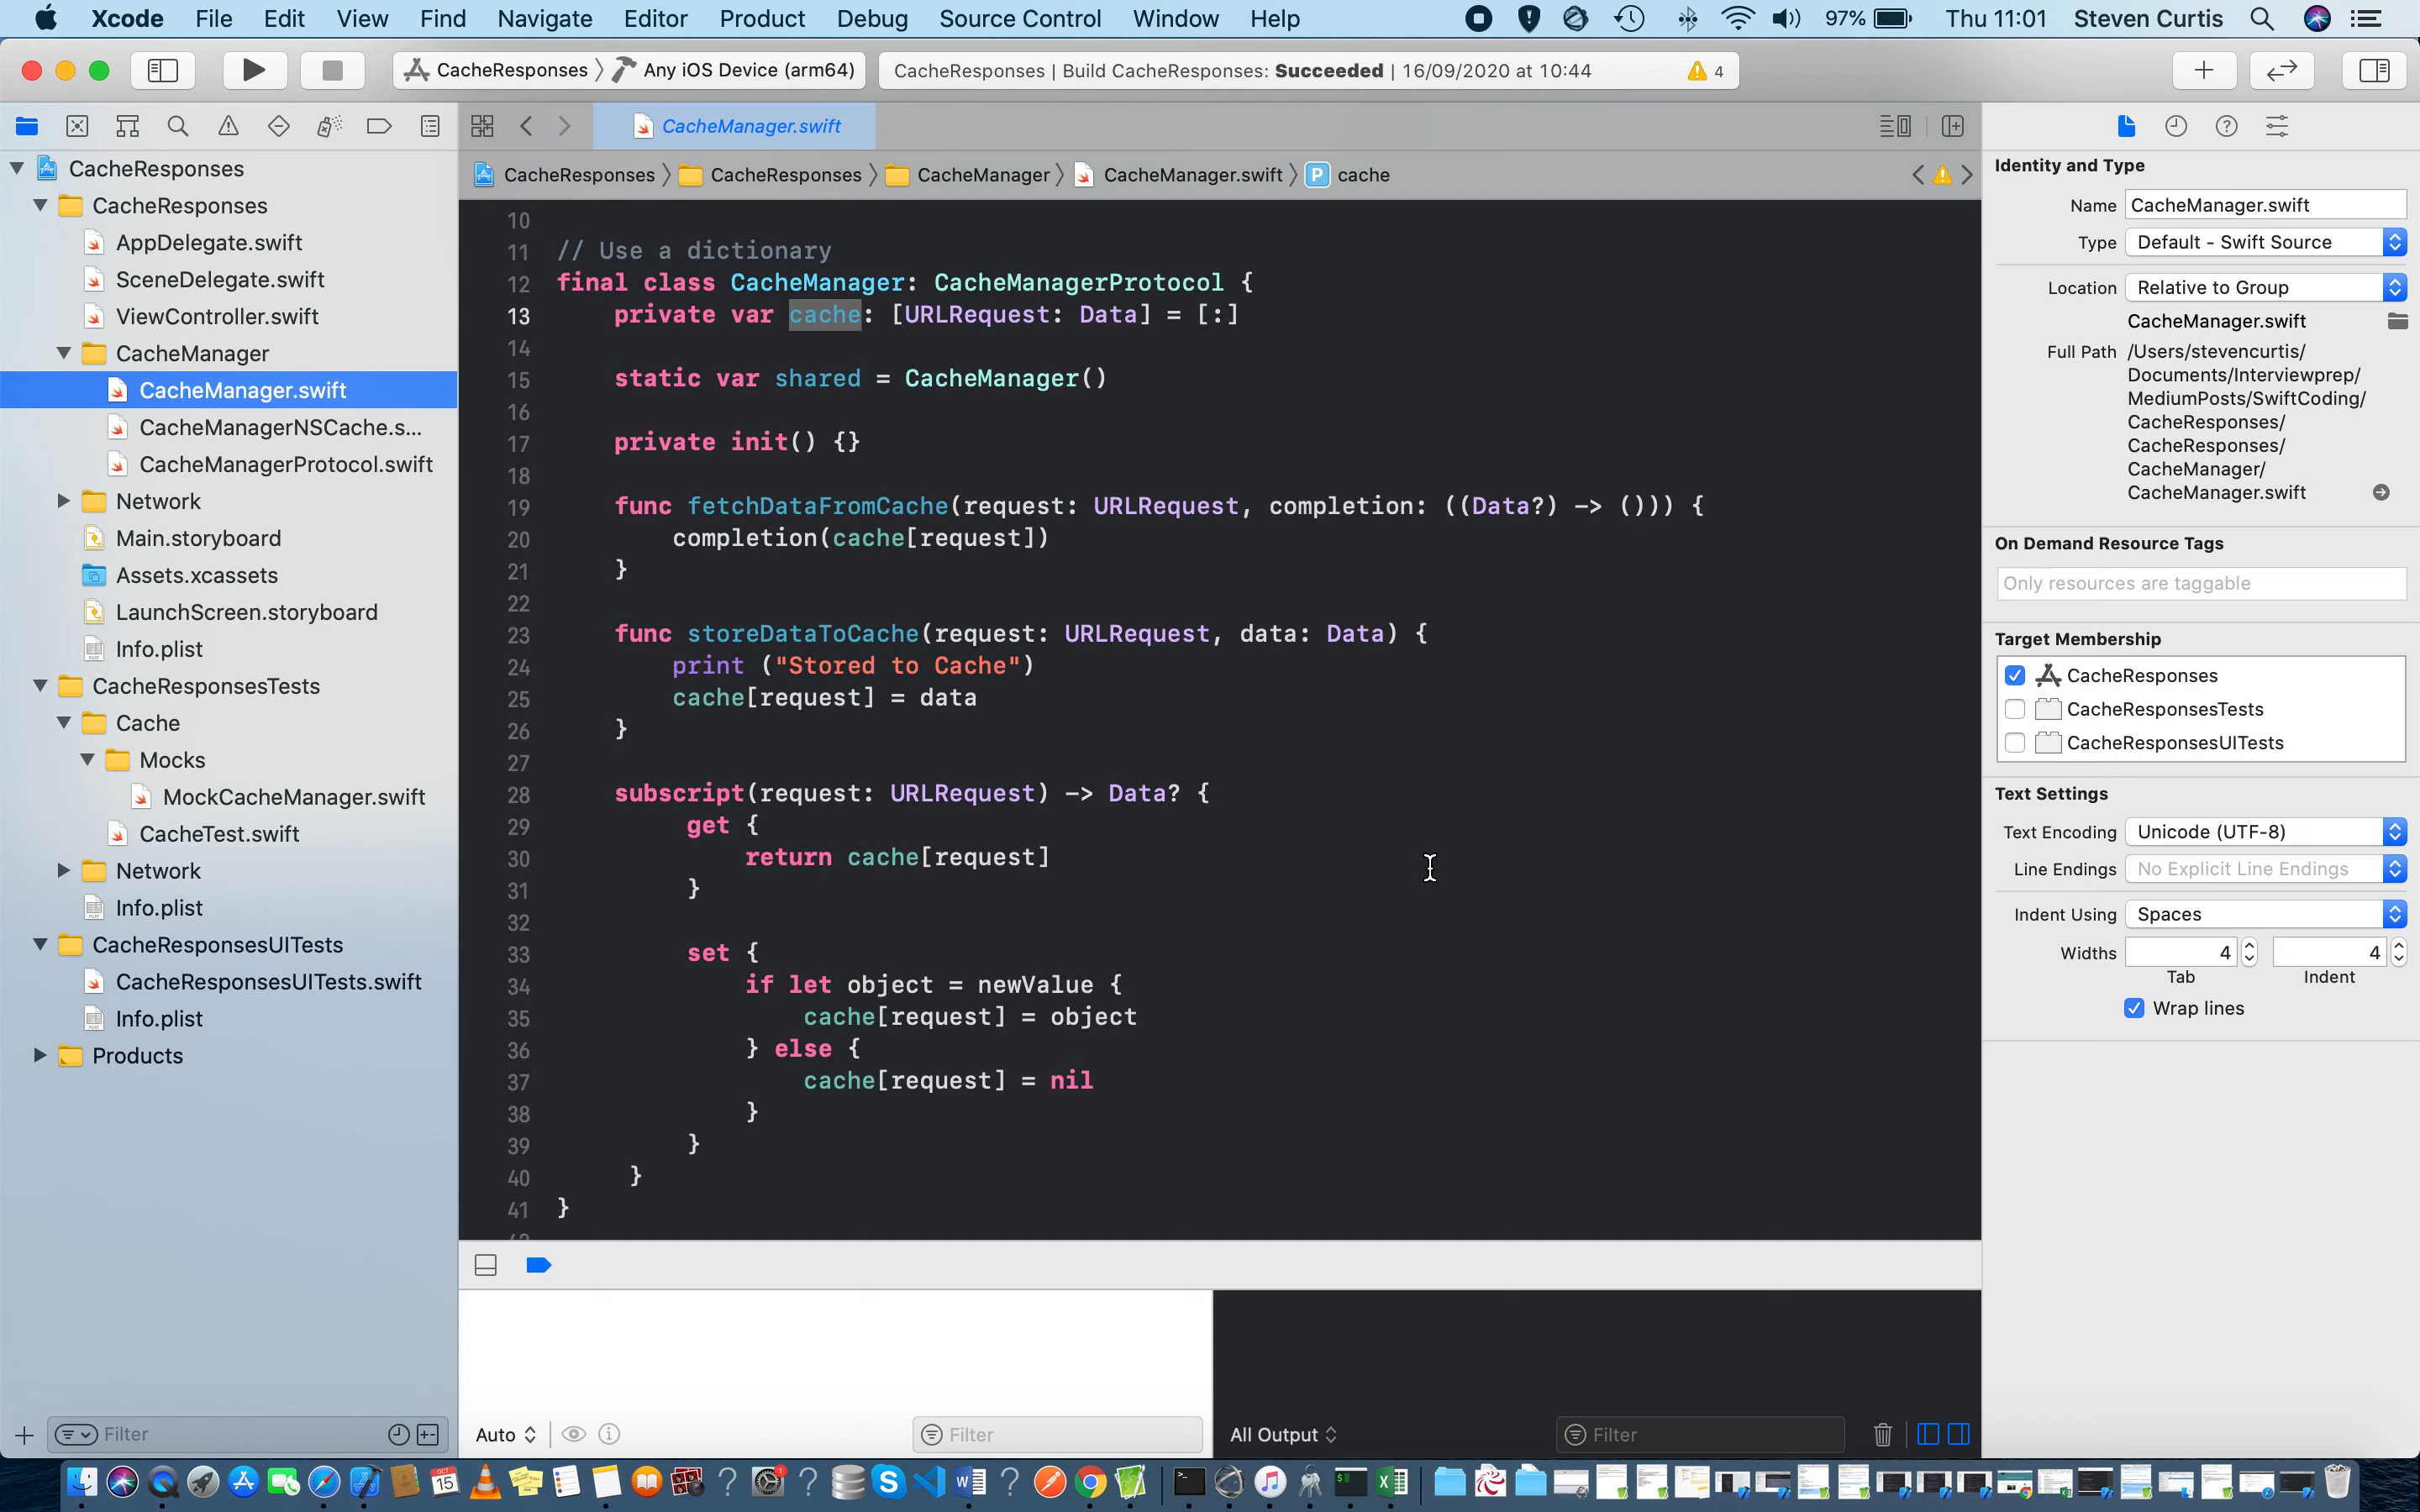 Xcode File Edit View Find Navigate Editor Product Debug Source Control Window Help 97% Thu 11:01 Steven Curtis
CacheResponses Any iOS Device (arm64) CacheResponses | Build CacheResponses: Succeeded | 16/09/2020 at 10:44 4
CacheManager.swift
CacheResponses CacheResponses CacheManager CacheManager.swift P cache
CacheResponses
CacheResponses
AppDelegate.swift
SceneDelegate.swift
ViewController.swift
CacheManager
CacheManager.swift
CacheManagerNSCache.s...
CacheManagerProtocol.swift
Network
Main.storyboard
Assets.xcassets
LaunchScreen.storyboard
Info.plist
CacheResponsesTests
Cache
Mocks
MockCacheManager.swift
CacheTest.swift
Network
Info.plist
CacheResponsesUITests
CacheResponsesUITests.swift
Info.plist
Products
Filter
10
11 // Use a dictionary
12 final class CacheManager: CacheManagerProtocol {
13 private var cache: [URLRequest: Data] = [:]
14
15 static var shared = CacheManager()
16
17 private init() {}
18
19 func fetchDataFromCache(request: URLRequest, completion: ((Data?) -> ())) {
20 completion(cache[request])
21 }
22
23 func storeDataToCache(request: URLRequest, data: Data) {
24 print ("Stored to Cache")
25 cache[request] = data
26 }
27
28 subscript(request: URLRequest) -> Data? {
29 get {
30 return cache[request]
31 }
32
33 set {
34 if let object = newValue {
35 cache[request] = object
36 } else {
37 cache[request] = nil
38 }
39 }
40 }
41 }
Auto Filter
All Output Filter
Identity and Type
Name CacheManager.swift
Type Default - Swift Source
Location Relative to Group
CacheManager.swift
Full Path /Users/stevencurtis/
Documents/Interviewprep/
MediumPosts/SwiftCoding/
CacheResponses/
CacheResponses/
CacheManager/
CacheManager.swift
On Demand Resource Tags
Only resources are taggable
Target Membership
CacheResponses
CacheResponsesTests
CacheResponsesUITests
Text Settings
Text Encoding Unicode (UTF-8)
Line Endings No Explicit Line Endings
Indent Using Spaces
Widths 4 4
Tab Indent
Wrap lines
OCT
15